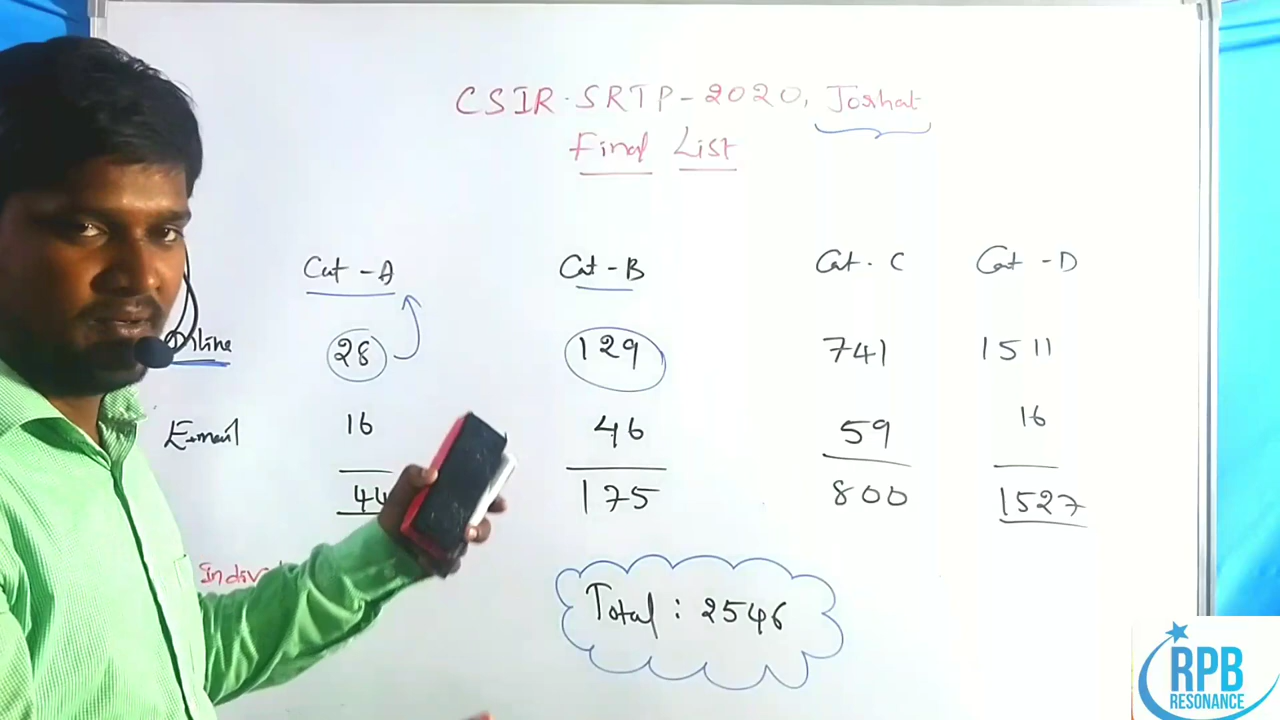 CSIR. SRTP-2020, Jorhat
Final List
Cat-A Cat-B Cat. C Cat-D
Online 28 129 741 1511
Email 16 46 59 16
44 175 800 1527
Total: 2546
RPB
RESONANCE